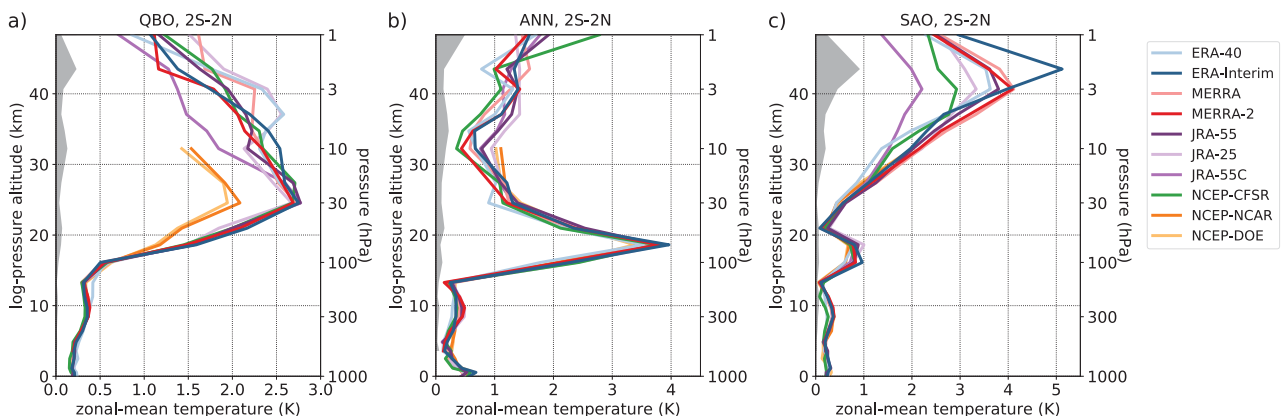 a) QBO, 2S-2N
log-pressure altitude (km)
40
30
20
10
0
0.0 0.5 1.0 1.5 2.0 2.5 3.0
zonal-mean temperature (K)
1
3
10
30
100
300
1000
pressure (hPa)
b) ANN, 2S-2N
log-pressure altitude (km)
40
30
20
10
0
0 1 2 3 4
zonal-mean temperature (K)
1
3
10
30
100
300
1000
pressure (hPa)
c) SAO, 2S-2N
log-pressure altitude (km)
40
30
20
10
0
0 1 2 3 4 5
zonal-mean temperature (K)
1
3
10
30
100
300
1000
pressure (hPa)
ERA-40
ERA-Interim
MERRA
MERRA-2
JRA-55
JRA-25
JRA-55C
NCEP-CFSR
NCEP-NCAR
NCEP-DOE